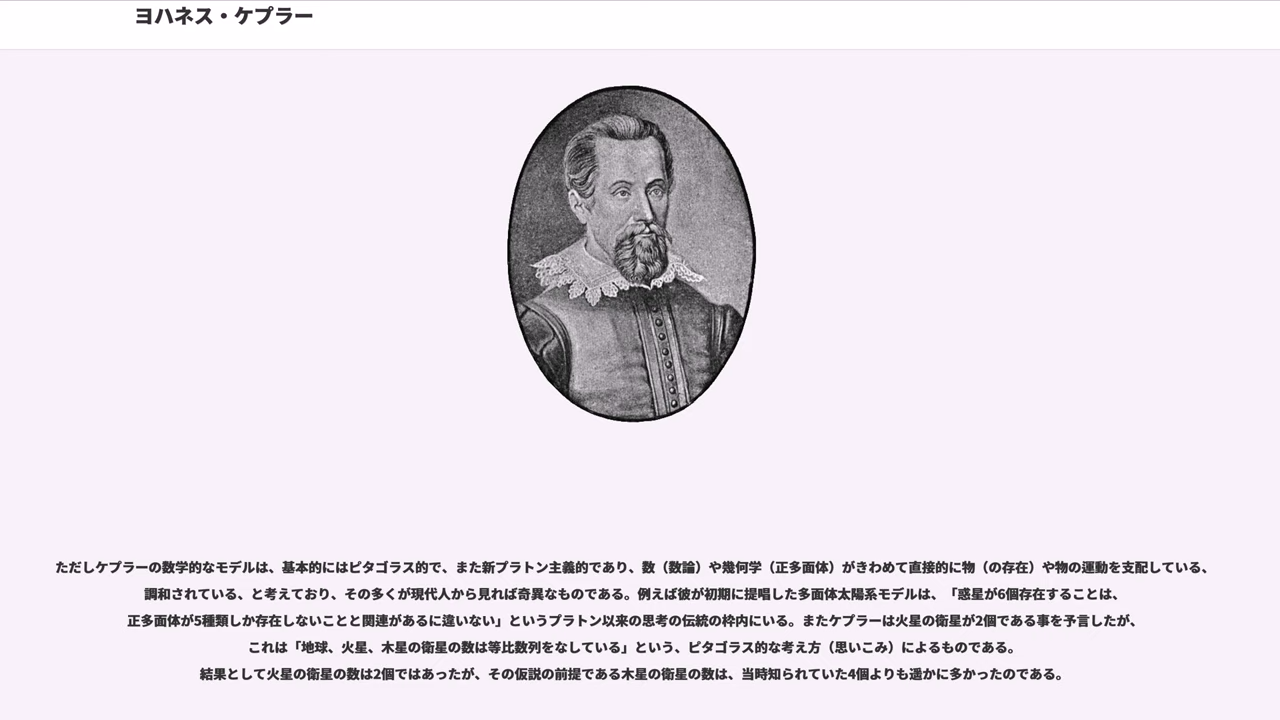 ヨハネス・ケプラー
ただしケプラーの数学的なモデルは、基本的にはピタゴラス的で、また新プラトン主義的であり、数（数論）や幾何学（正多面体）がきわめて直接的に物（の存在）や物の運動を支配している、
調和されている、と考えており、その多くが現代人から見れば奇異なものである。例えば彼が初期に提唱した多面体太陽系モデルは、「惑星が6個存在することは、
正多面体が5種類しか存在しないことと関連があるに違いない」というプラトン以来の思考の伝統の枠内にいる。またケプラーは火星の衛星が2個である事を予言したが、
これは「地球、火星、木星の衛星の数は等比数列をなしている」という、ピタゴラス的な考え方（思いこみ）によるものである。
結果として火星の衛星の数は2個ではあったが、その仮説の前提である木星の衛星の数は、当時知られていた4個よりも遥かに多かったのである。